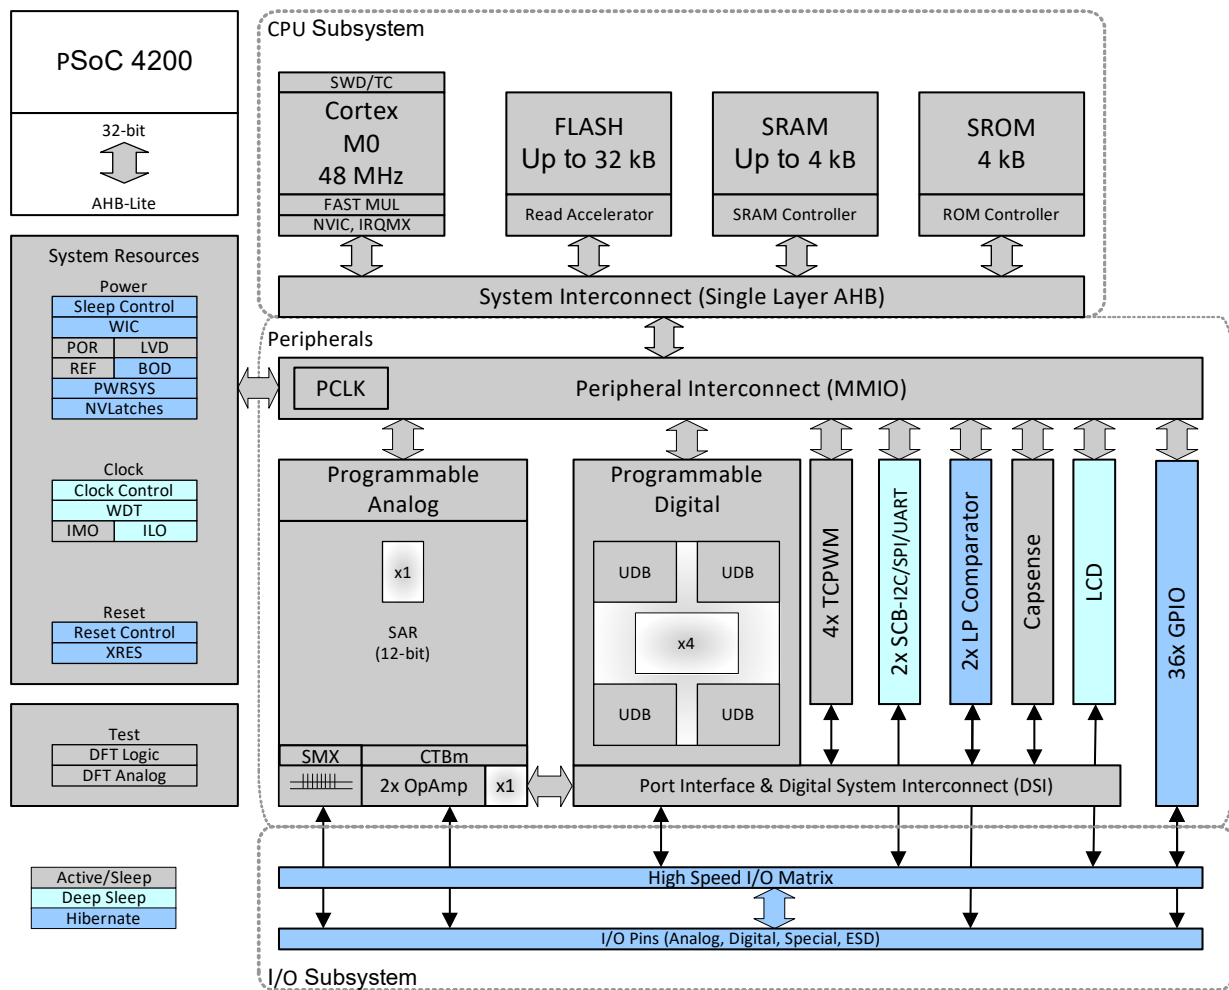 PSoC 4200
32-bit
AHB-Lite
System Resources
Power
Sleep Control
WIC
POR LVD
REF BOD
PWRSYS
NVLatches
Clock
Clock Control
WDT
IMO ILO
Reset
Reset Control
XRES
Test
DFT Logic
DFT Analog
Active/Sleep
Deep Sleep
Hibernate
CPU Subsystem
SWD/TC
Cortex
M0
48 MHz
FAST MUL
NVIC, IRQMX
FLASH
Up to 32 kB
Read Accelerator
SRAM
Up to 4 kB
SRAM Controller
SROM
4 kB
ROM Controller
System Interconnect (Single Layer AHB)
Peripherals
PCLK
Peripheral Interconnect (MMIO)
Programmable
Analog
x1
SAR
(12-bit)
SMX
CTBm
2x OpAmp
x1
Programmable
Digital
UDB
UDB
x4
UDB
UDB
4x TCPWM
2x SCB-I2C/SPI/UART
2x LP Comparator
Capsense
LCD
36x GPIO
Port Interface & Digital System Interconnect (DSI)
High Speed I/O Matrix
I/O Pins (Analog, Digital, Special, ESD)
I/O Subsystem